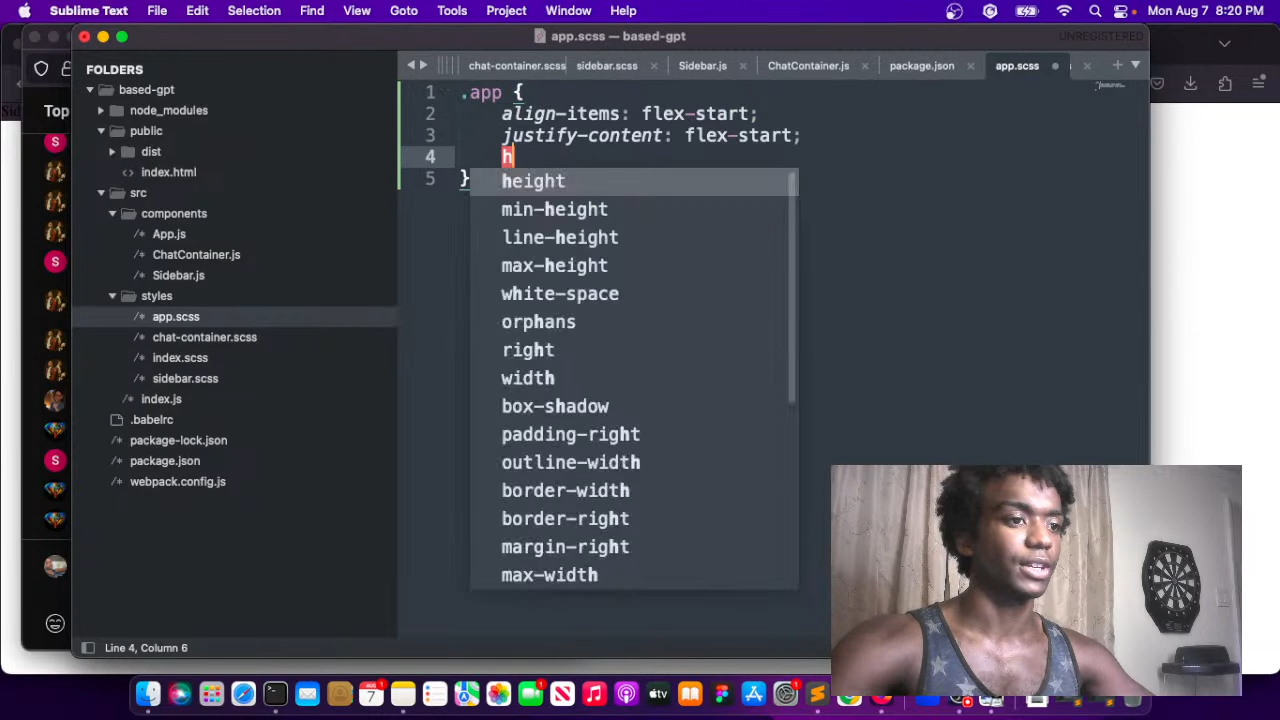 Sublime Text File Edit Selection Find View Goto Tools Project Window Help
Mon Aug 7 8:20 PM
app.scss — based-gpt
UNREGISTERED
Top
FOLDERS
based-gpt
node_modules
public
dist
index.html
src
components
App.js
ChatContainer.js
Sidebar.js
styles
app.scss
chat-container.scss
index.scss
sidebar.scss
index.js
.babelrc
package-lock.json
package.json
webpack.config.js
chat-container.scss sidebar.scss Sidebar.js ChatContainer.js package.json app.scss
1 .app {
2 align-items: flex-start;
3 justify-content: flex-start;
4 h
5 }
height
min-height
line-height
max-height
white-space
orphans
right
width
box-shadow
padding-right
outline-width
border-width
border-right
margin-right
max-width
Line 4, Column 6
S
S
S
AUG
7
tv